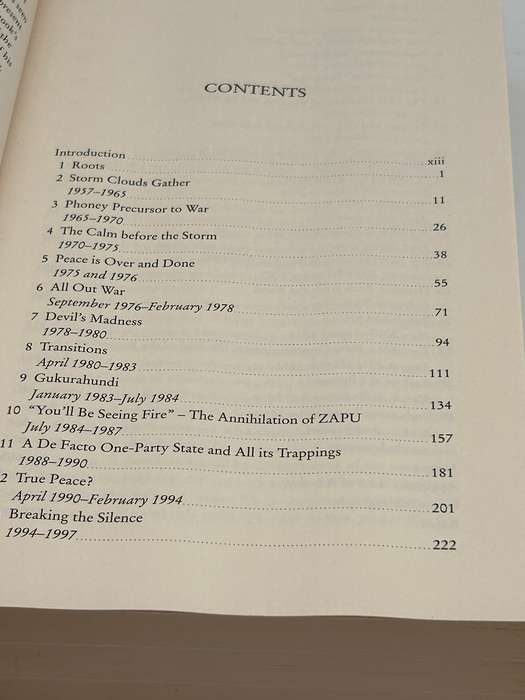 seen
present
ook's
the
f his
CONTENTS
Introduction ........ xiii
1 Roots ........ 1
2 Storm Clouds Gather
1957–1965 ........ 11
3 Phoney Precursor to War
1965–1970 ........ 26
4 The Calm before the Storm
1970–1975 ........ 38
5 Peace is Over and Done
1975 and 1976 ........ 55
6 All Out War
September 1976–February 1978 ........ 71
7 Devil's Madness
1978–1980 ........ 94
8 Transitions
April 1980–1983 ........ 111
9 Gukurahundi
January 1983–July 1984 ........ 134
10 “You'll Be Seeing Fire” – The Annihilation of ZAPU
July 1984–1987 ........ 157
11 A De Facto One-Party State and All its Trappings
1988–1990 ........ 181
2 True Peace?
April 1990–February 1994 ........ 201
Breaking the Silence
1994–1997 ........ 222